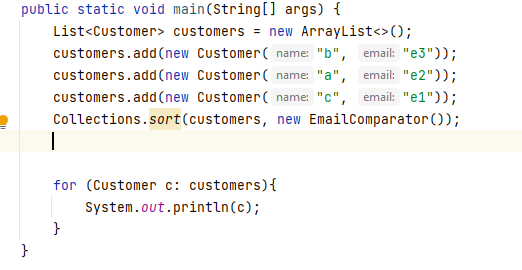 public static void main(String[] args) {
List<Customer> customers = new ArrayList<>();
customers.add(new Customer( name: "b", email: "e3"));
customers.add(new Customer( name: "a", email: "e2"));
customers.add(new Customer( name: "c", email: "e1"));
Collections.sort(customers, new EmailComparator());
for (Customer c: customers){
System.out.println(c);
}
}